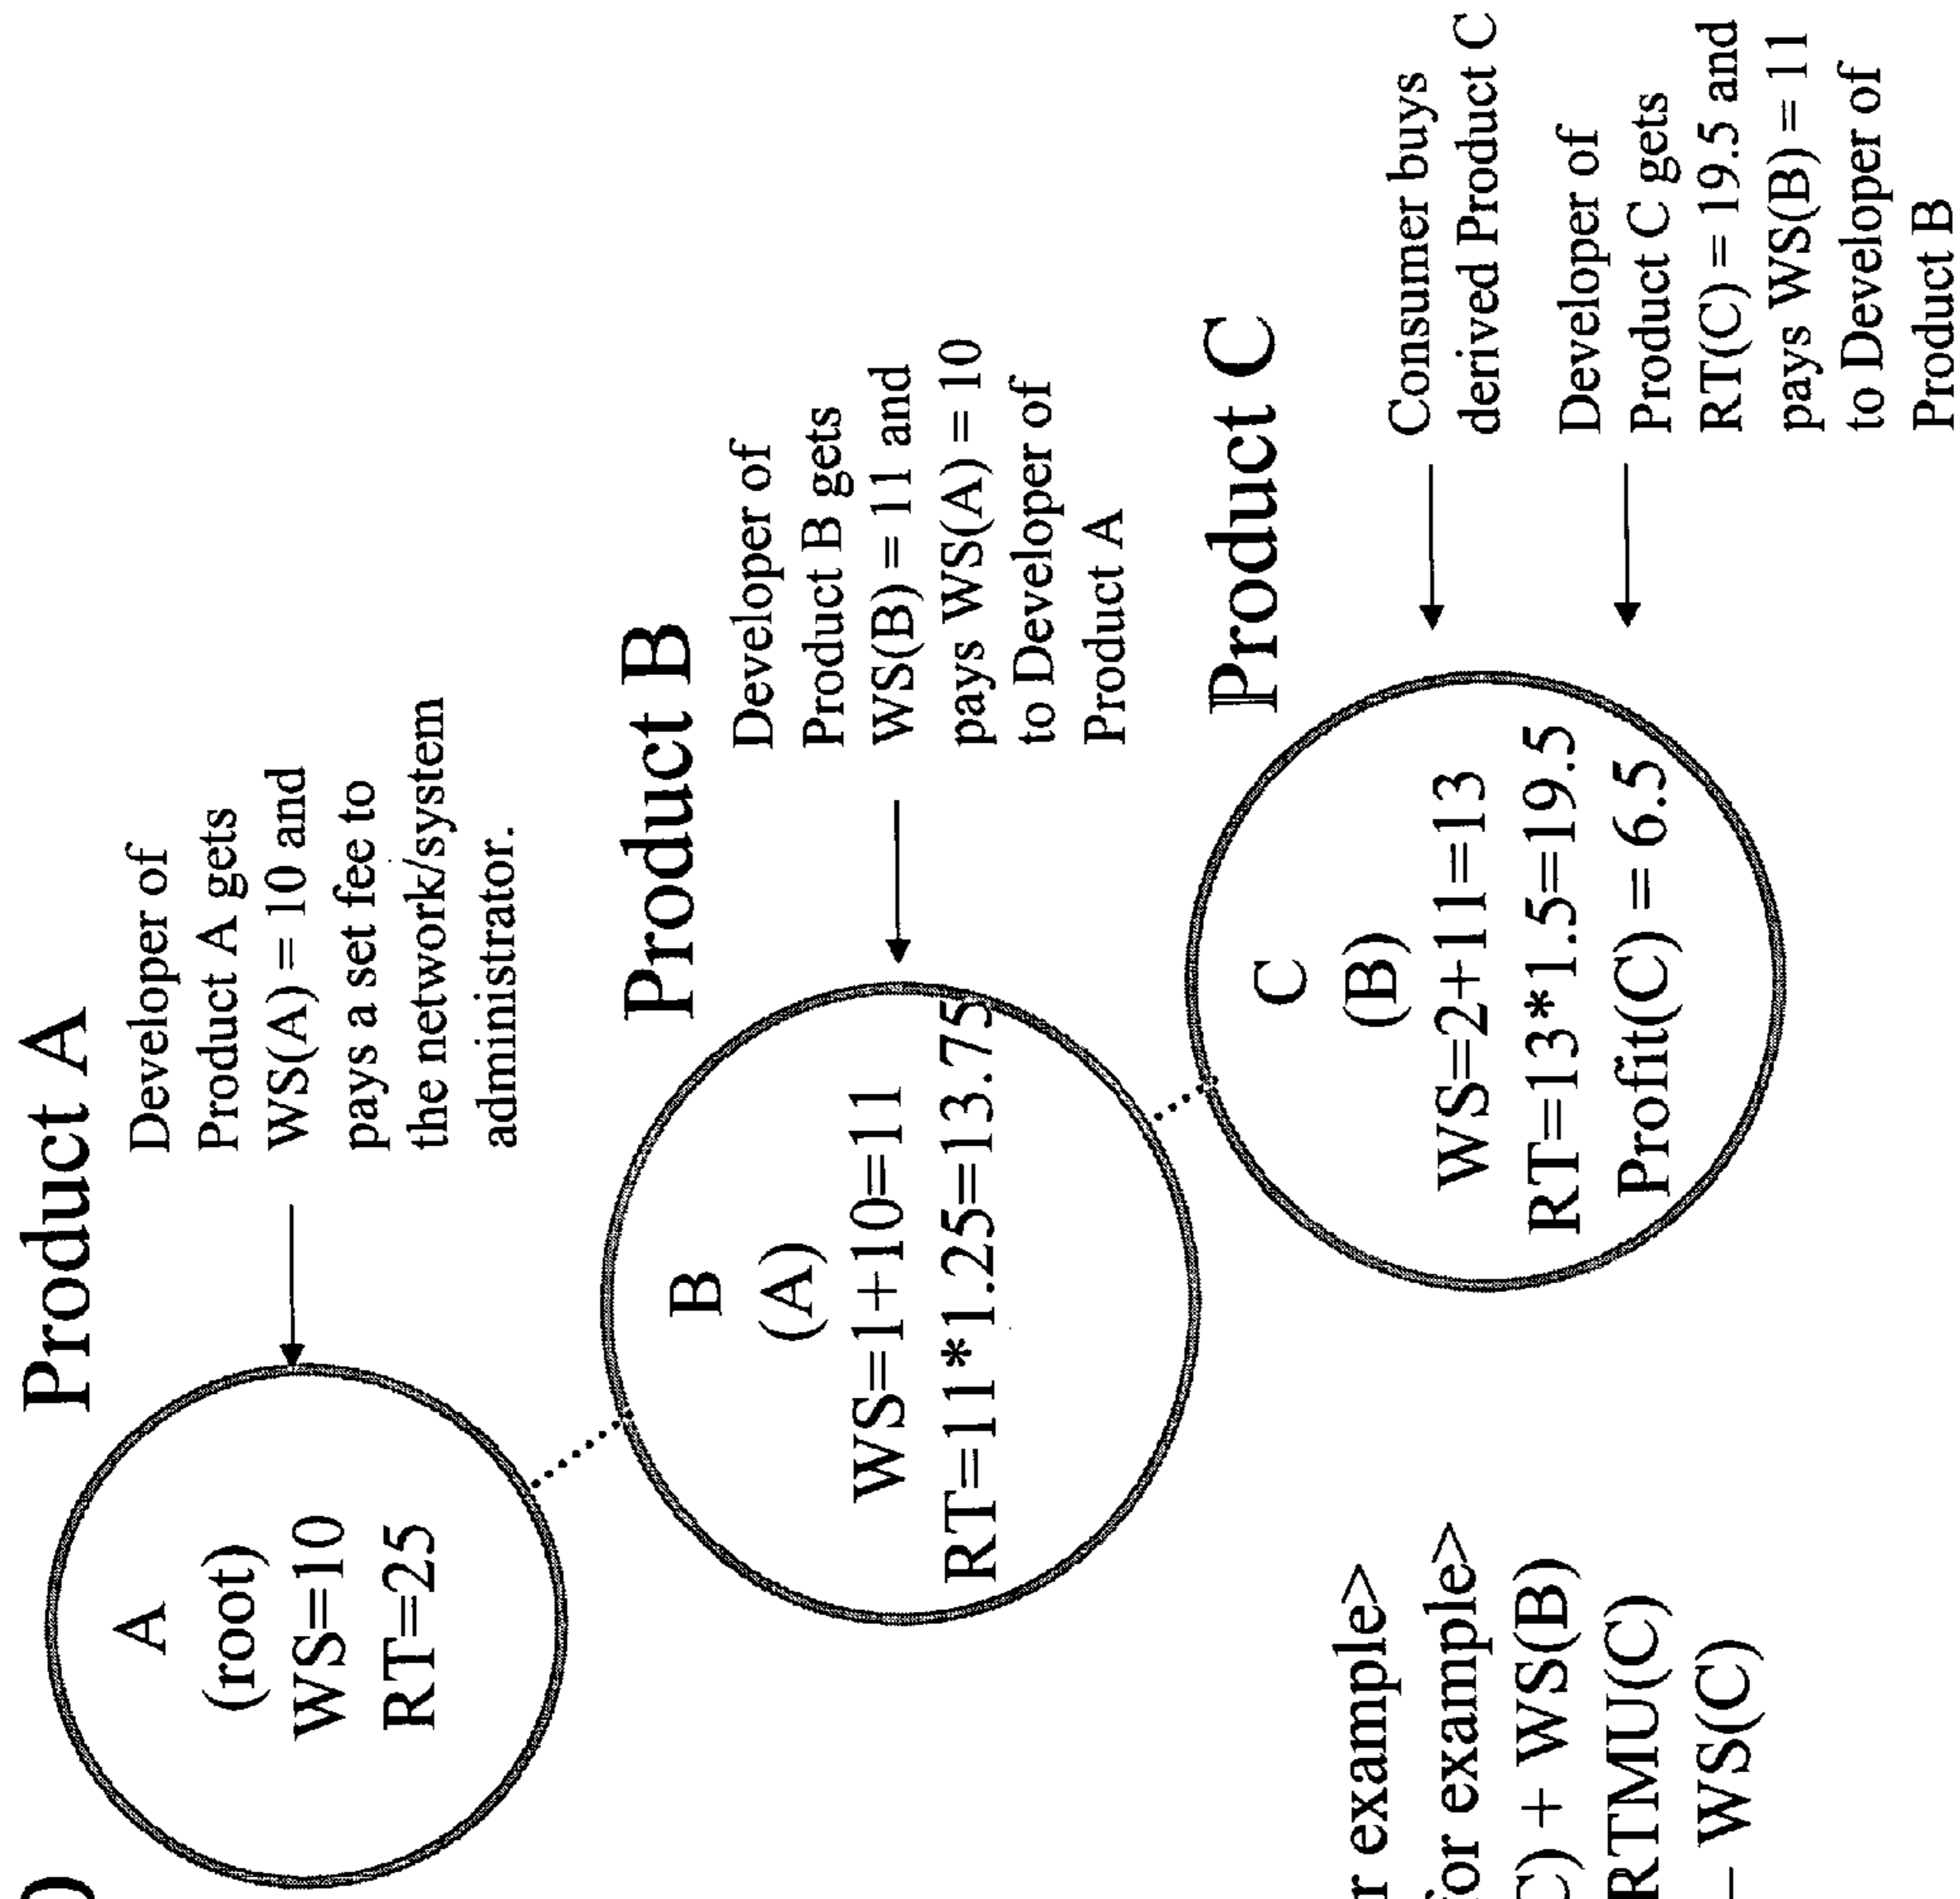 )
Product A
A
(root)
WS=10
RT=25
Developer of
Product A gets
WS(A) = 10 and
pays a set fee to
the network/system
administrator.
Product B
B
(A)
WS=1+10=11
RT=11*1.25=13.75
Developer of
Product B gets
WS(B) = 11 and
pays WS(A) = 10
to Developer of
Product A
Product C
C
(B)
WS=2+11=13
RT=13*1.5=19.5
Profit(C) = 6.5
Consumer buys
derived Product C
Developer of
Product C gets
RT(C) = 19.5 and
pays WS(B) = 11
to Developer of
Product B
r example>
for example>
C) + WS(B)
RTMU(C)
– WS(C)